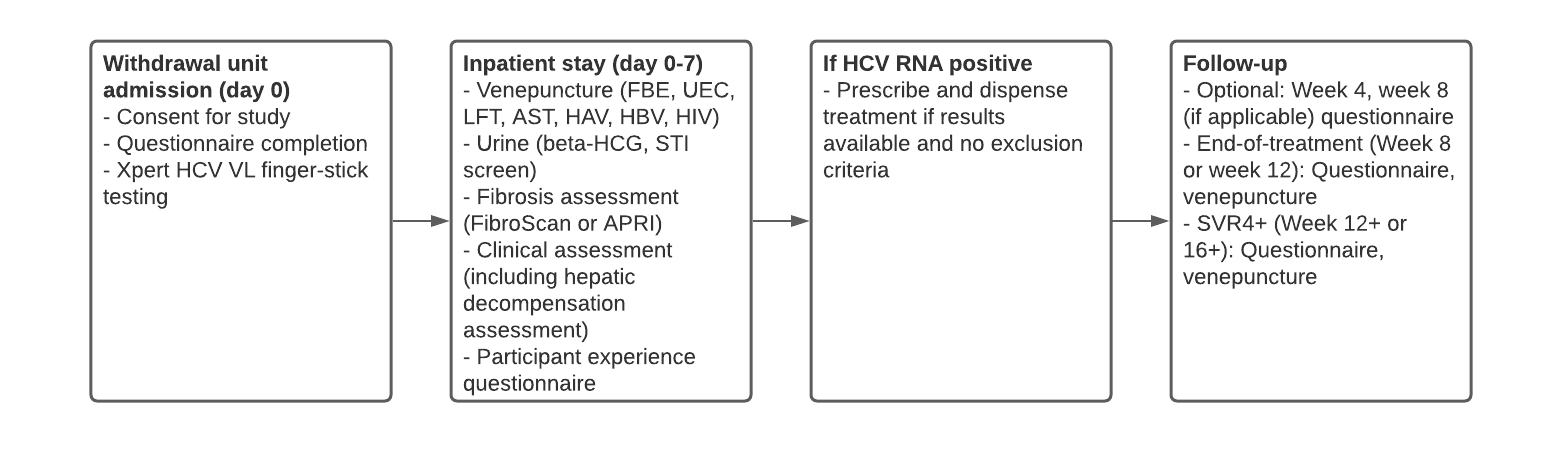 Withdrawal unit
admission (day 0)
- Consent for study
- Questionnaire completion
- Xpert HCV VL finger-stick
testing
Inpatient stay (day 0-7)
- Venepuncture (FBE, UEC,
LFT, AST, HAV, HBV, HIV)
- Urine (beta-HCG, STI
screen)
- Fibrosis assessment
(FibroScan or APRI)
- Clinical assessment
(including hepatic
decompensation
assessment)
- Participant experience
questionnaire
If HCV RNA positive
- Prescribe and dispense
treatment if results
available and no exclusion
criteria
Follow-up
- Optional: Week 4, week 8
(if applicable) questionnaire
- End-of-treatment (Week 8
or week 12): Questionnaire,
venepuncture
- SVR4+ (Week 12+ or
16+): Questionnaire,
venepuncture